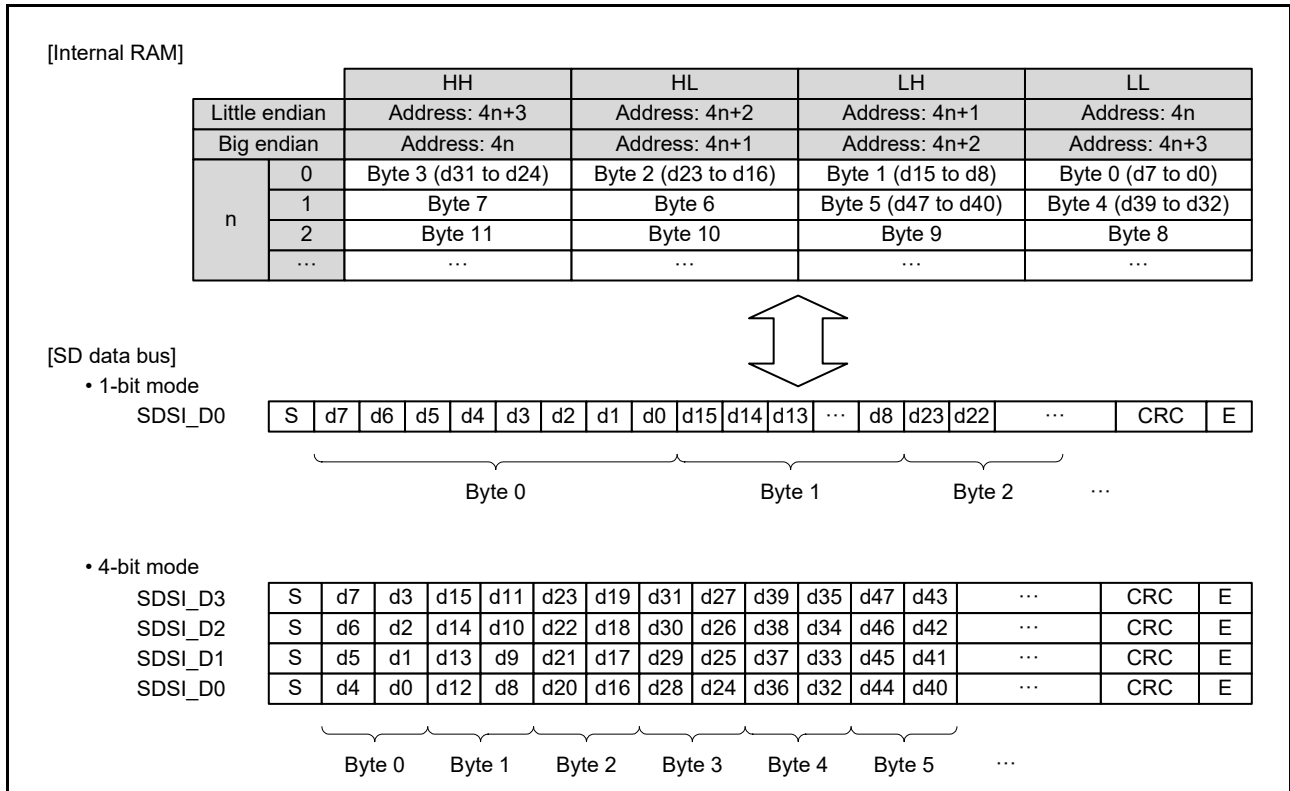 [Internal RAM]
HH HL LH LL
Little endian Address: 4n+3 Address: 4n+2 Address: 4n+1 Address: 4n
Big endian Address: 4n Address: 4n+1 Address: 4n+2 Address: 4n+3
n
0 Byte 3 (d31 to d24) Byte 2 (d23 to d16) Byte 1 (d15 to d8) Byte 0 (d7 to d0)
1 Byte 7 Byte 6 Byte 5 (d47 to d40) Byte 4 (d39 to d32)
2 Byte 11 Byte 10 Byte 9 Byte 8
… … … … …
[SD data bus]
• 1-bit mode
SDSI_D0 S d7 d6 d5 d4 d3 d2 d1 d0 d15 d14 d13 … d8 d23 d22 … CRC E
Byte 0 Byte 1 Byte 2 …
• 4-bit mode
SDSI_D3 S d7 d3 d15 d11 d23 d19 d31 d27 d39 d35 d47 d43 … CRC E
SDSI_D2 S d6 d2 d14 d10 d22 d18 d30 d26 d38 d34 d46 d42 … CRC E
SDSI_D1 S d5 d1 d13 d9 d21 d17 d29 d25 d37 d33 d45 d41 … CRC E
SDSI_D0 S d4 d0 d12 d8 d20 d16 d28 d24 d36 d32 d44 d40 … CRC E
Byte 0 Byte 1 Byte 2 Byte 3 Byte 4 Byte 5 …